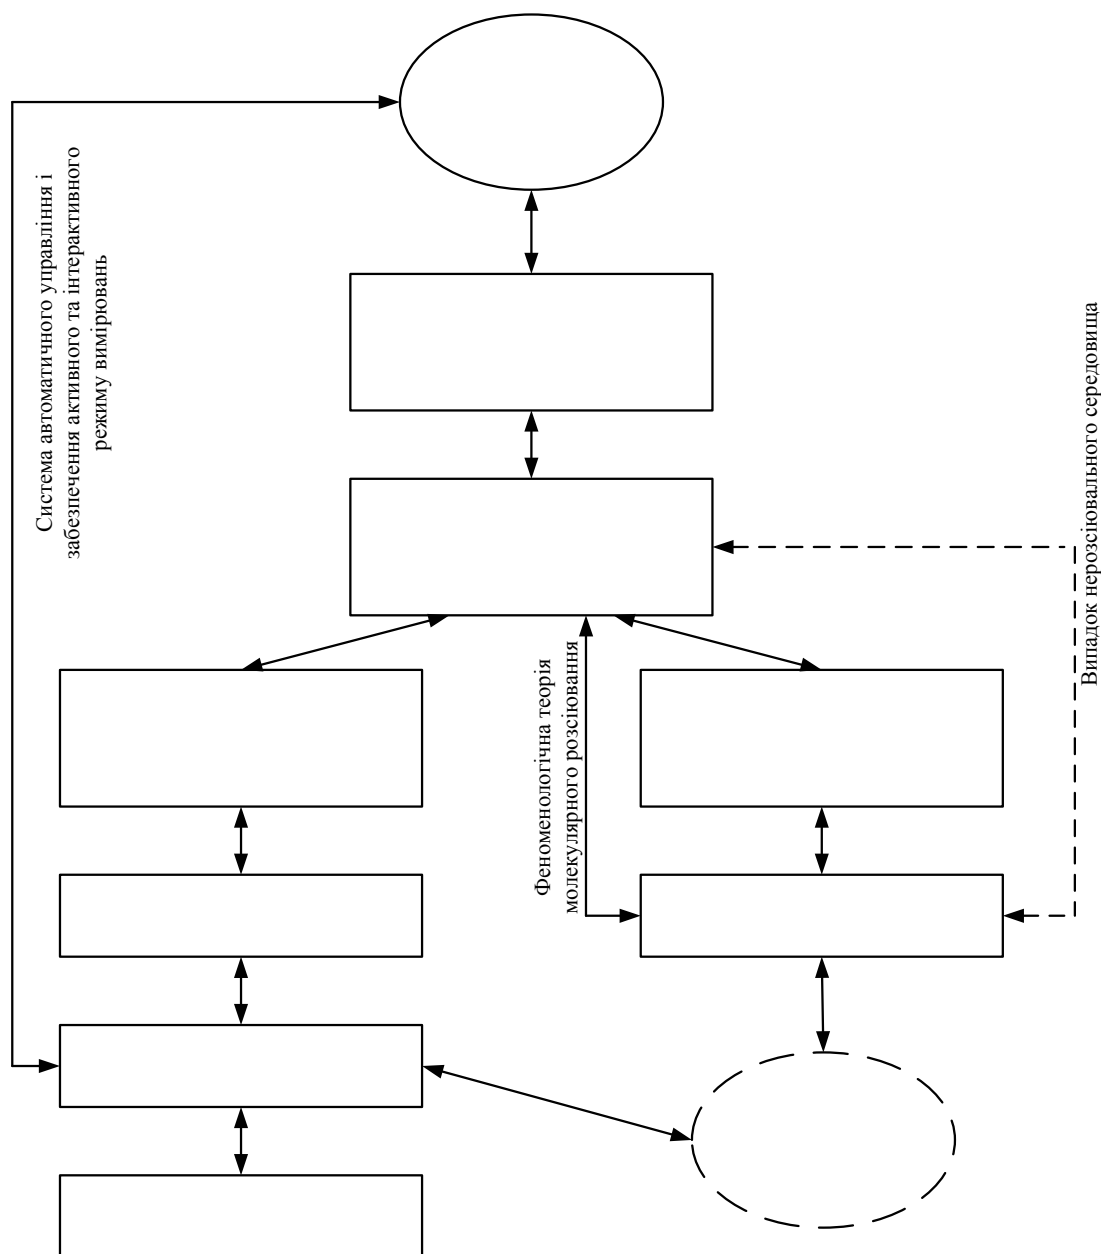 Система автоматичного управління і
забезпечення активного та інтерактивного
режиму вимірювань
Феноменологічна теорія
молекулярного розсіювання
Випадок нерозсіювального середовища